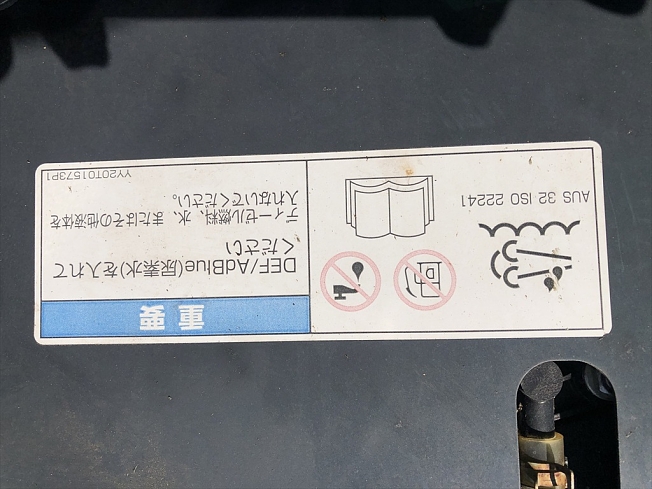 重要
DEF/AdBlue(尿素水)を入れて
ください
ディーゼル燃料、水、またはその他液体を
入れないでください。
YY20T01573P1
AUS 32 ISO 22241